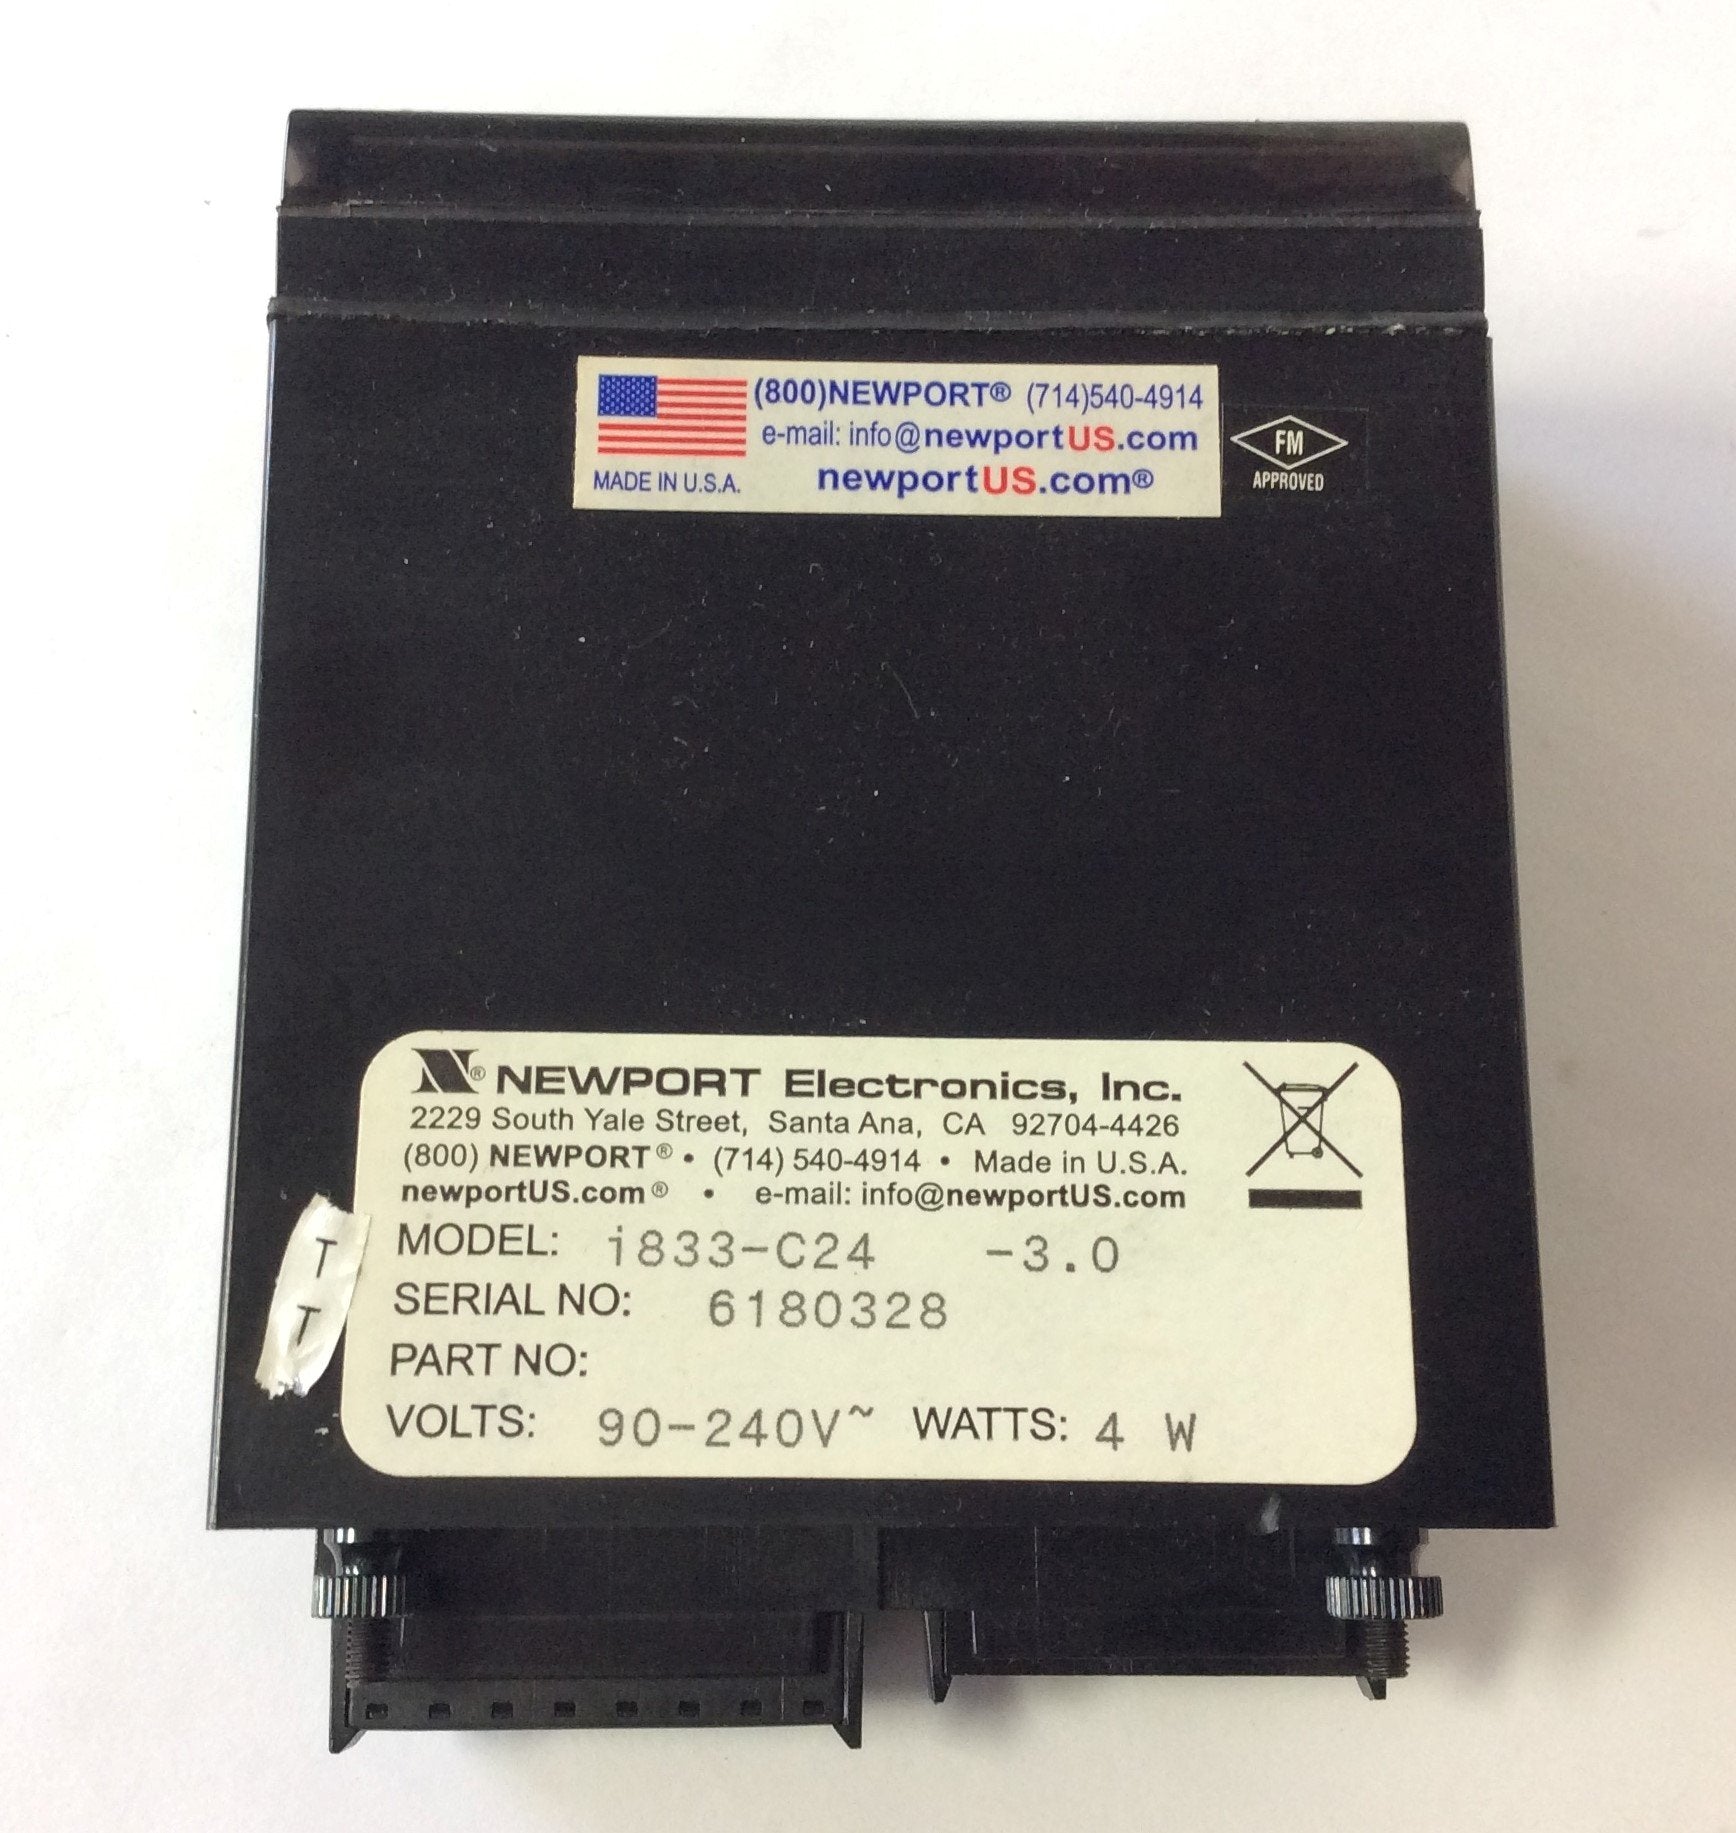 (800)NEWPORT® (714)540-4914
e-mail: info@newportUS.com
MADE IN U.S.A. newportUS.com®
FM
APPROVED
N® NEWPORT Electronics, Inc.
2229 South Yale Street, Santa Ana, CA 92704-4426
(800) NEWPORT® • (714) 540-4914 • Made in U.S.A.
newportUS.com® • e-mail: info@newportUS.com
MODEL: i833-C24 -3.0
SERIAL NO: 6180328
PART NO:
VOLTS: 90-240V~ WATTS: 4 W
T
T